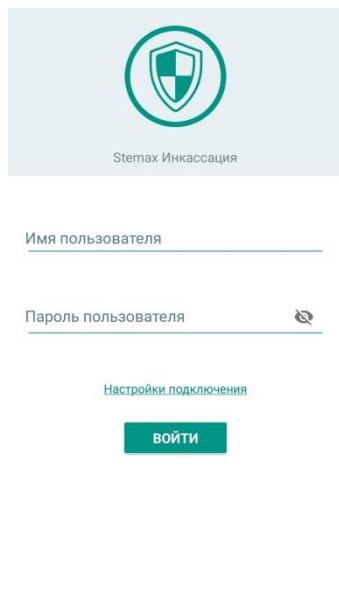 Stemax Инкассация
Имя пользователя
Пароль пользователя
Настройки подключения
ВОЙТИ